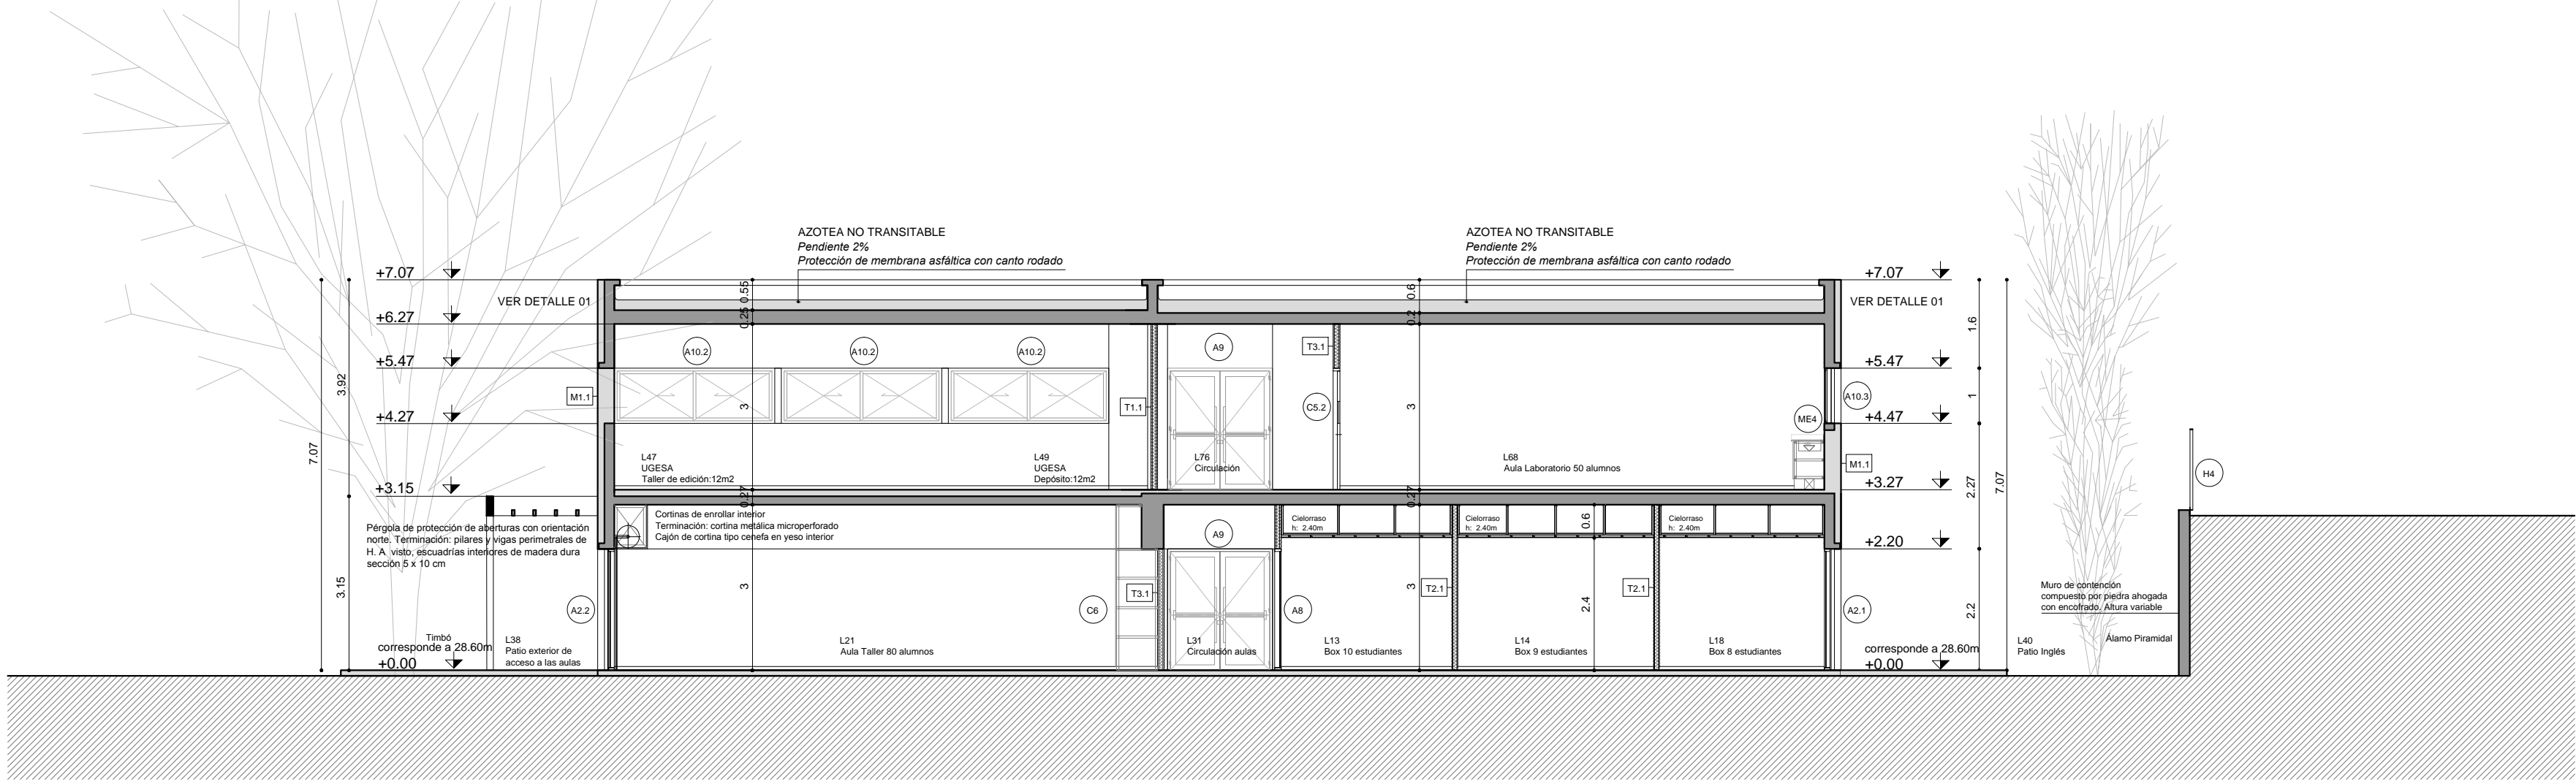 AZOTEA NO TRANSITABLE
Pendiente 2%
Protección de membrana asfáltica con canto rodado
AZOTEA NO TRANSITABLE
Pendiente 2%
Protección de membrana asfáltica con canto rodado
+7.07
VER DETALLE 01
+6.27
+5.47
+4.27
+3.15
3.92
7.07
3.15
0.55
0.25
0.6
0.2
+7.07
VER DETALLE 01
+5.47
+4.47
+3.27
+2.20
1.6
1
2.27
2.2
7.07
A10.2
A10.2
A10.2
A9
T3.1
M1.1
3
T1.1
C5.2
3
A10.3
ME4
M1.1
H4
L47
UGESA
Taller de edición:12m2
L49
UGESA
Depósito:12m2
L76
Circulación
L68
Aula Laboratorio 50 alumnos
0.27
0.27
Pérgola de protección de aberturas con orientación
norte. Terminación: pilares y vigas perimetrales de
H. A visto, escuadrías interiores de madera dura
sección 5 x 10 cm
Cortinas de enrollar interior
Terminación: cortina metálica microperforado
Cajón de cortina tipo cenefa en yeso interior
A9
Cielorraso
h: 2.40m
Cielorraso
h: 2.40m
Cielorraso
h: 2.40m
0.6
3
T3.1
3
T2.1
2.4
T2.1
A2.2
C6
A8
A2.1
Muro de contención
compuesto por piedra ahogada
con encofrado. Altura variable
Timbó
corresponde a 28.60m
+0.00
L38
Patio exterior de
acceso a las aulas
L21
Aula Taller 80 alumnos
L31
Circulación aulas
L13
Box 10 estudiantes
L14
Box 9 estudiantes
L18
Box 8 estudiantes
corresponde a 28.60m
+0.00
L40
Patio Inglés
Álamo Piramidal